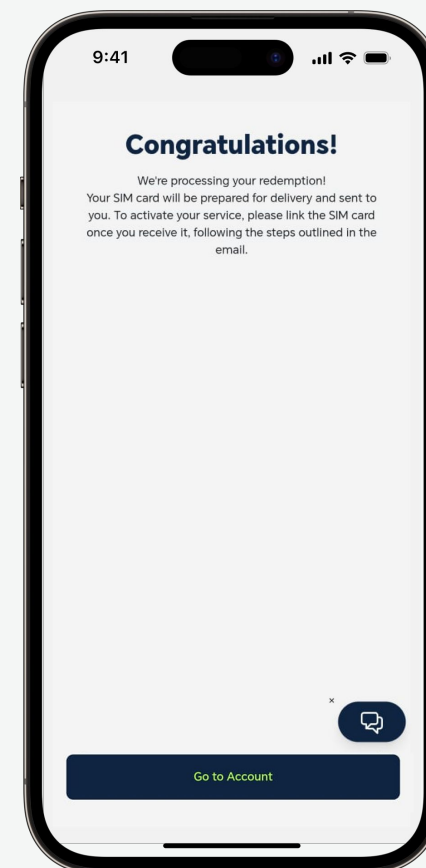 9:41
Congratulations!
We're processing your redemption!
Your SIM card will be prepared for delivery and sent to
you. To activate your service, please link the SIM card
once you receive it, following the steps outlined in the
email.
×
Go to Account